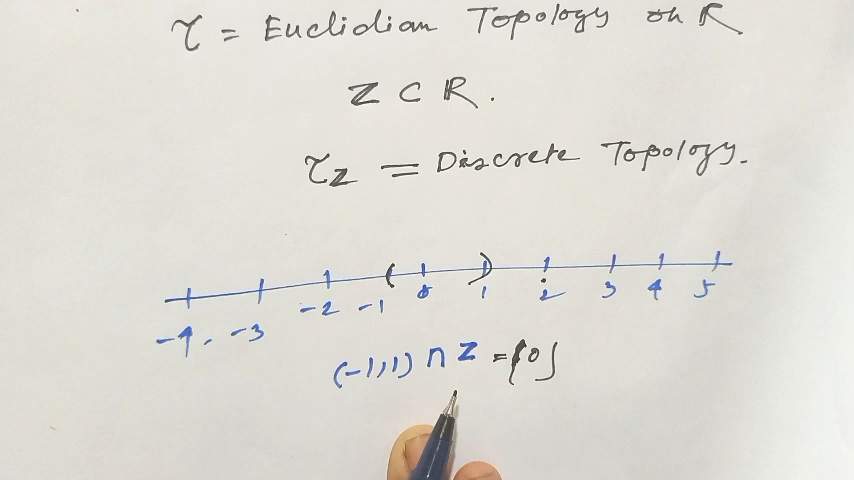 τ = Euclidian Topology on R
Z ⊂ R.
τz = Discrete Topology.
-4. -3 -2 -1 0 1 2 3 4 5
(-1,1) ∩ Z = {0}